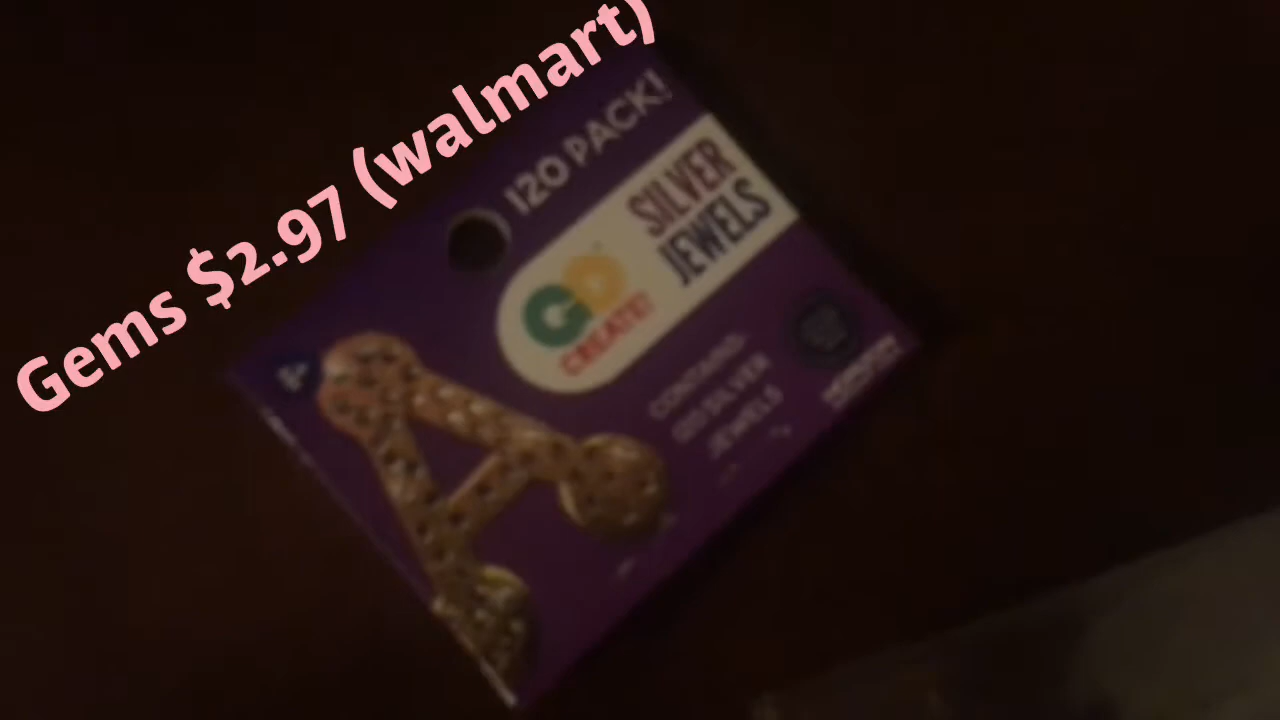 Gems $2.97 (walmart)
120 PACK!
GO
CREATE!
SILVER
JEWELS
CONTAINS
120 SILVER
JEWELS